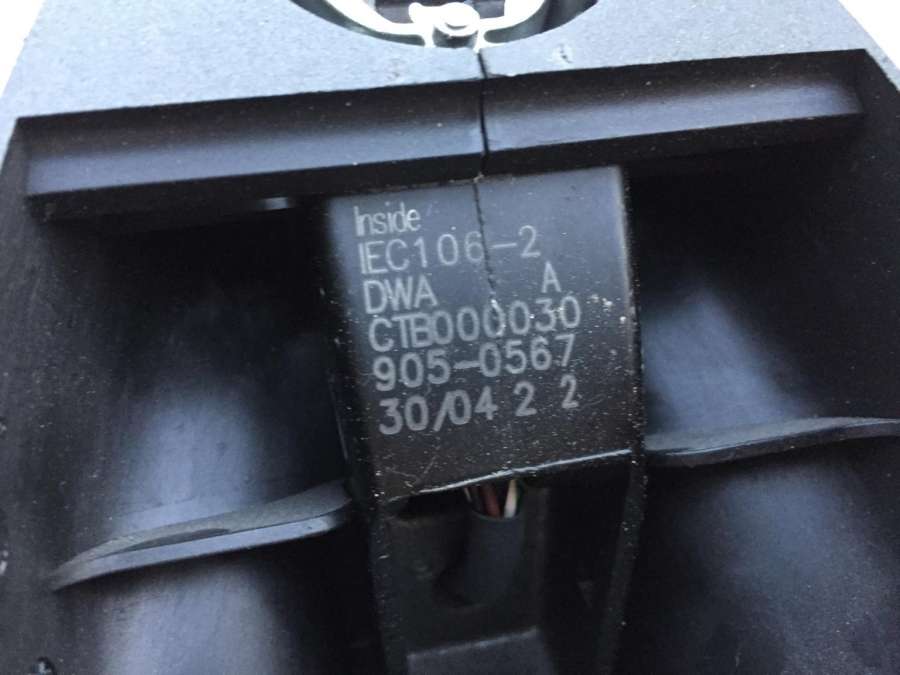 Inside
IEC106-2
DWA A
CTB000030
905-0567
30/04 2 2